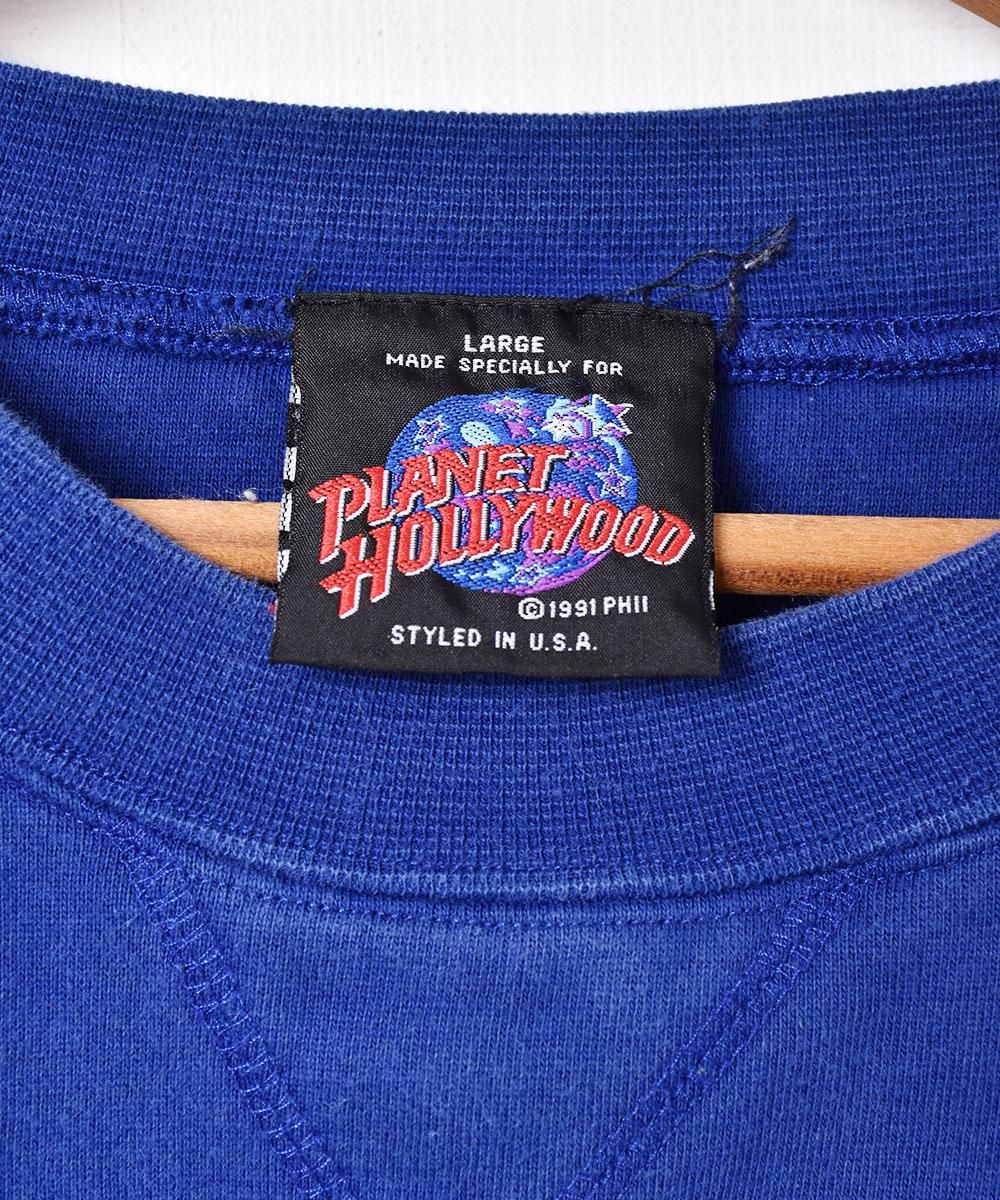 LARGE
MADE SPECIALLY FOR
PLANET
HOLLYWOOD
©1991 PHII
STYLED IN U.S.A.